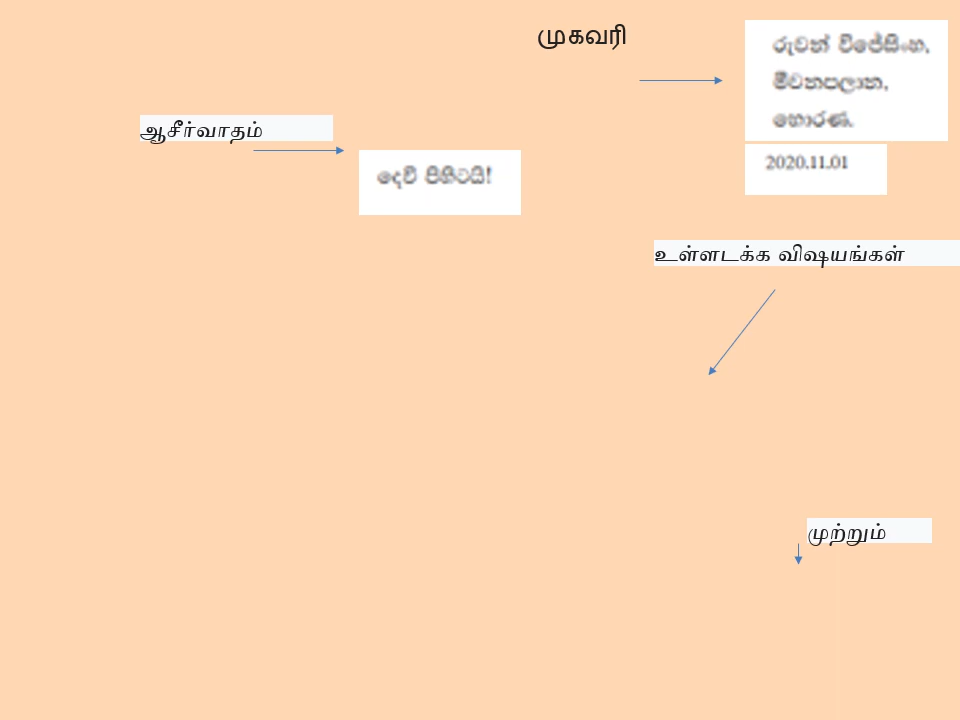 முகவரி
රුවන් විජේසිංහ,
මීවනපලාන,
හොරණ.
2020.11.01
ஆசீர்வாதம்
දෙවි පිහිටයි!
உள்ளடக்க விஷயங்கள்
முற்றும்